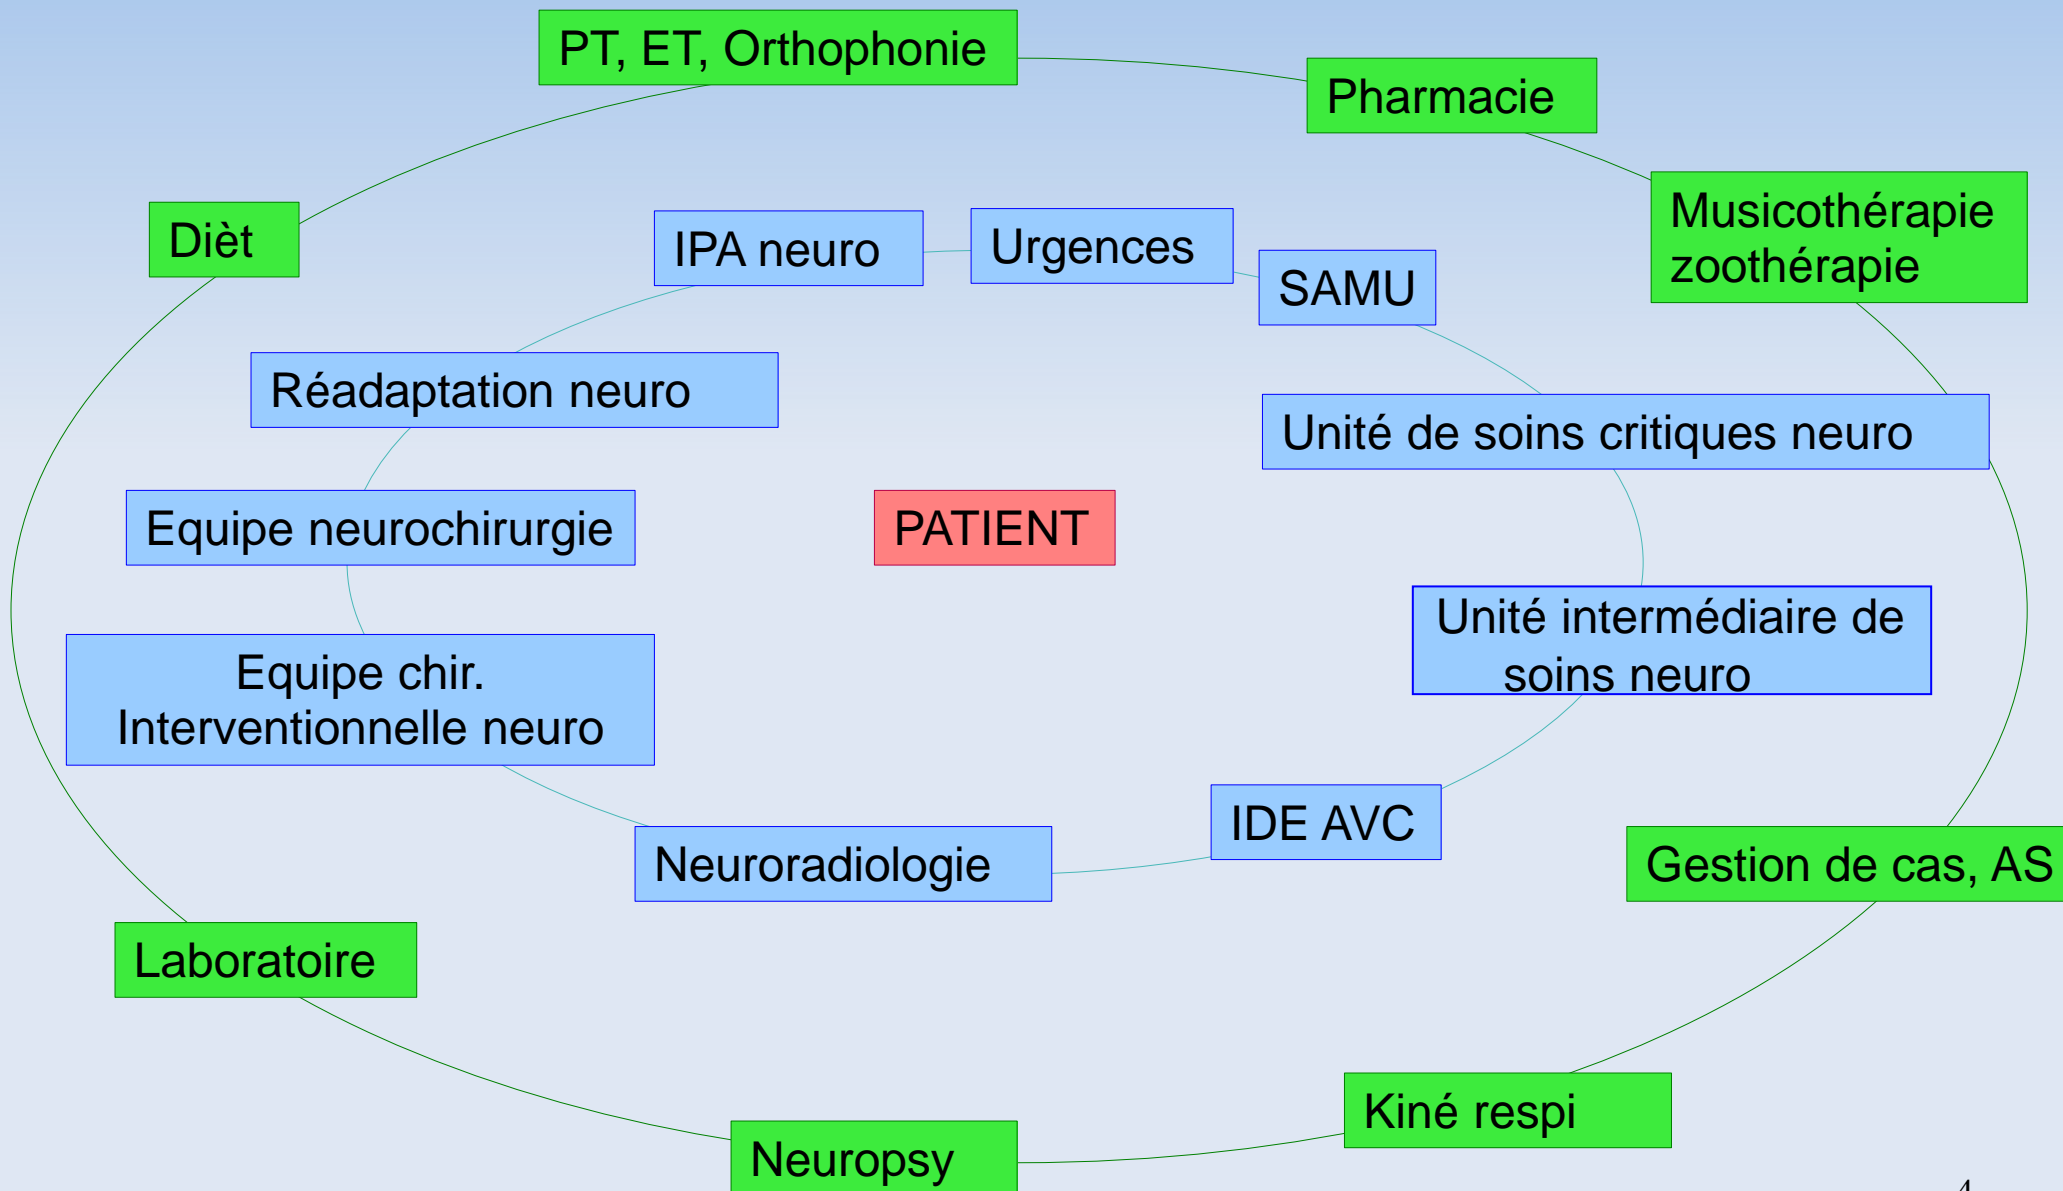 PT, ET, Orthophonie
Pharmacie
Musicothérapie
zoothérapie
Dièt
IPA neuro
Urgences
SAMU
Réadaptation neuro
Unité de soins critiques neuro
Equipe neurochirurgie
PATIENT
Unité intermédiaire de
soins neuro
Equipe chir.
Interventionnelle neuro
IDE AVC
Neuroradiologie
Gestion de cas, AS
Laboratoire
Kiné respi
Neuropsy
4